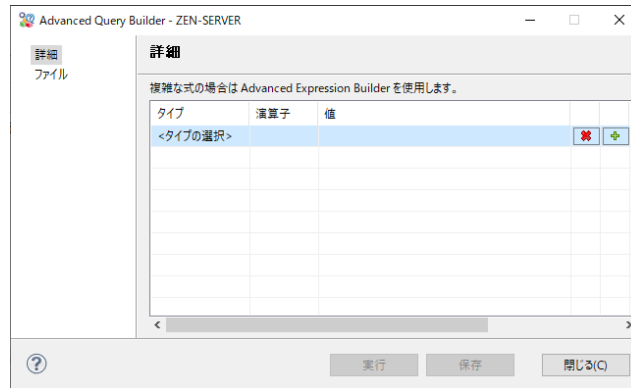 Advanced Query Builder - ZEN-SERVER
詳細
ファイル
詳細
複雑な式の場合は Advanced Expression Builder を使用します。
タイプ 演算子 値
<タイプの選択>
実行 保存 閉じる(C)